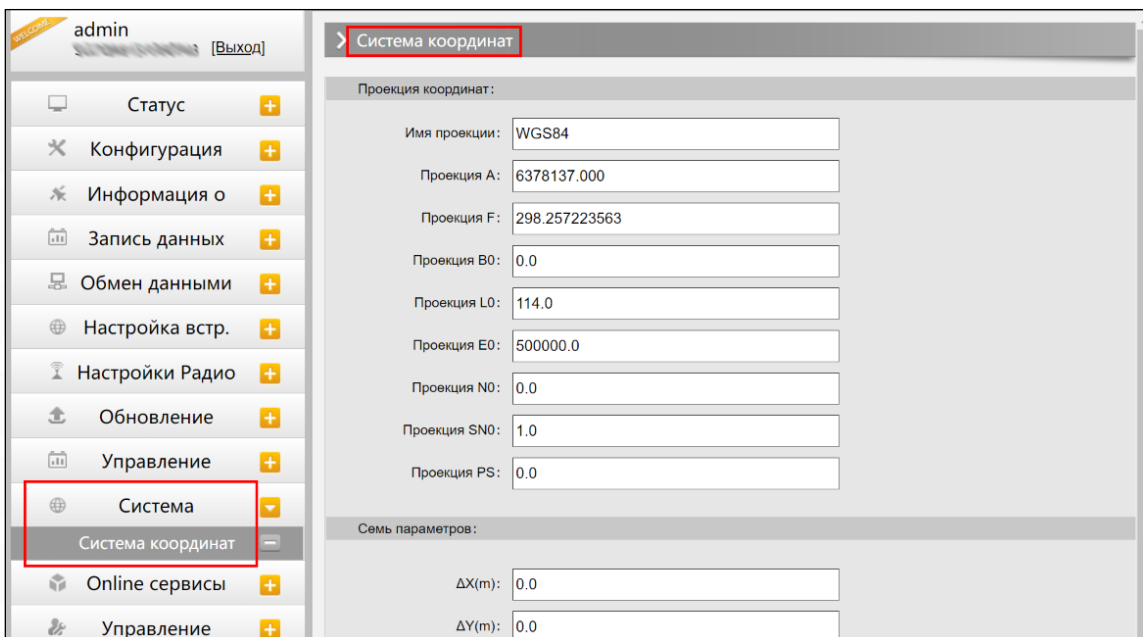 WELCOME
admin
[Выход]
Статус
Конфигурация
Информация о
Запись данных
Обмен данными
Настройка встр.
Настройки Радио
Обновление
Управление
Система
Система координат
Online сервисы
Управление
Система координат
Проекция координат:
Имя проекции: WGS84
Проекция A: 6378137.000
Проекция F: 298.257223563
Проекция B0: 0.0
Проекция L0: 114.0
Проекция E0: 500000.0
Проекция N0: 0.0
Проекция SN0: 1.0
Проекция PS: 0.0
Семь параметров:
ΔX(m): 0.0
ΔY(m): 0.0